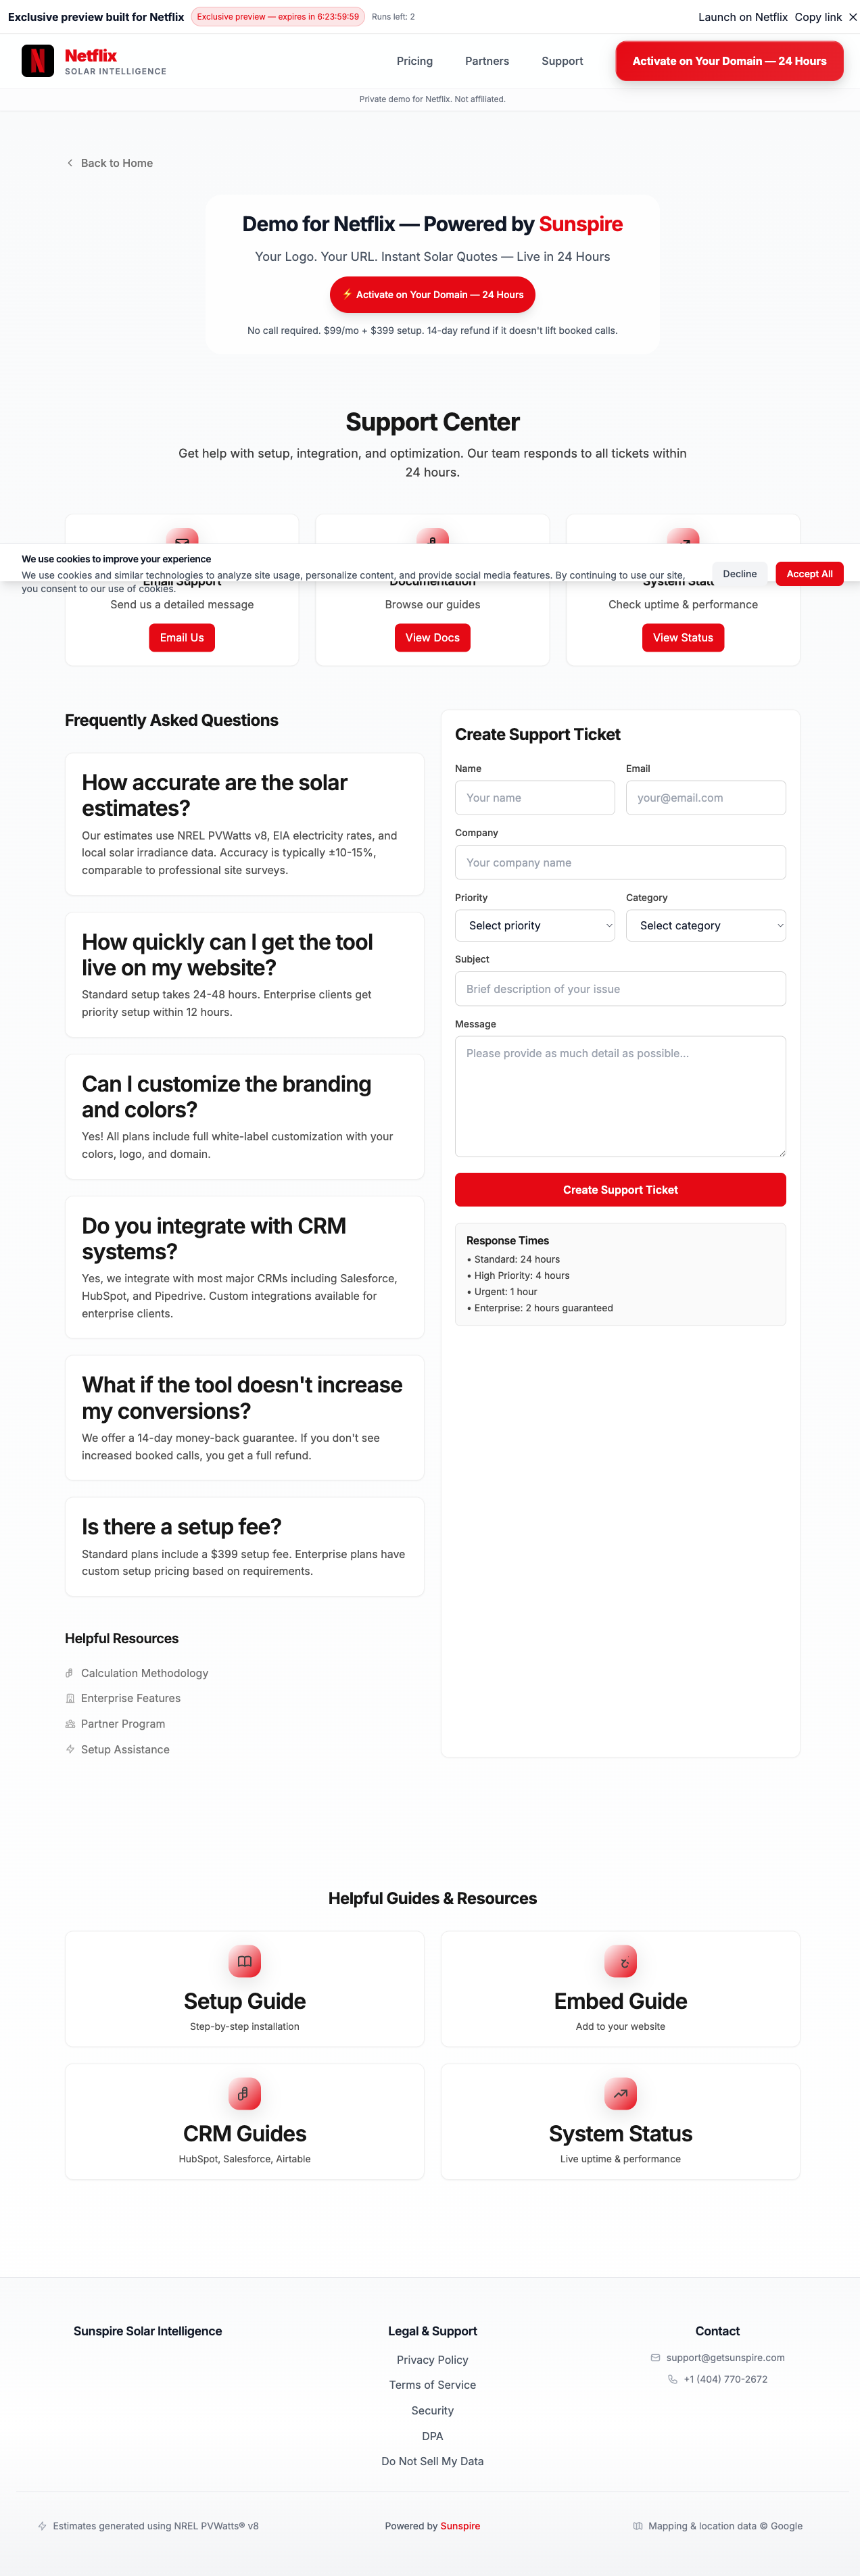 Exclusive preview built for Netflix
Exclusive preview — expires in 6:23:59:59
Runs left: 2
Launch on Netflix
Copy link
Netflix
SOLAR INTELLIGENCE
Pricing
Partners
Support
Activate on Your Domain — 24 Hours
Private demo for Netflix. Not affiliated.
Back to Home
Demo for Netflix — Powered by Sunspire
Your Logo. Your URL. Instant Solar Quotes — Live in 24 Hours
⚡ Activate on Your Domain — 24 Hours
No call required. $99/mo + $399 setup. 14-day refund if it doesn't lift booked calls.
Support Center
Get help with setup, integration, and optimization. Our team responds to all tickets within
24 hours.
We use cookies to improve your experience
We use cookies and similar technologies to analyze site usage, personalize content, and provide social media features. By continuing to use our site,
you consent to our use of cookies.
Decline
Accept All
Email Support
Send us a detailed message
Email Us
Documentation
Browse our guides
View Docs
System Stat
Check uptime & performance
View Status
Frequently Asked Questions
How accurate are the solar
estimates?
Our estimates use NREL PVWatts v8, EIA electricity rates, and
local solar irradiance data. Accuracy is typically ±10-15%,
comparable to professional site surveys.
How quickly can I get the tool
live on my website?
Standard setup takes 24-48 hours. Enterprise clients get
priority setup within 12 hours.
Can I customize the branding
and colors?
Yes! All plans include full white-label customization with your
colors, logo, and domain.
Do you integrate with CRM
systems?
Yes, we integrate with most major CRMs including Salesforce,
HubSpot, and Pipedrive. Custom integrations available for
enterprise clients.
What if the tool doesn't increase
my conversions?
We offer a 14-day money-back guarantee. If you don't see
increased booked calls, you get a full refund.
Is there a setup fee?
Standard plans include a $399 setup fee. Enterprise plans have
custom setup pricing based on requirements.
Helpful Resources
Calculation Methodology
Enterprise Features
Partner Program
Setup Assistance
Create Support Ticket
Name
Email
Your name
your@email.com
Company
Your company name
Priority
Category
Select priority
Select category
Subject
Brief description of your issue
Message
Please provide as much detail as possible...
Create Support Ticket
Response Times
• Standard: 24 hours
• High Priority: 4 hours
• Urgent: 1 hour
• Enterprise: 2 hours guaranteed
Helpful Guides & Resources
Setup Guide
Step-by-step installation
Embed Guide
Add to your website
CRM Guides
HubSpot, Salesforce, Airtable
System Status
Live uptime & performance
Sunspire Solar Intelligence
Legal & Support
Privacy Policy
Terms of Service
Security
DPA
Do Not Sell My Data
Contact
support@getsunspire.com
+1 (404) 770-2672
Estimates generated using NREL PVWatts® v8
Powered by Sunspire
Mapping & location data © Google